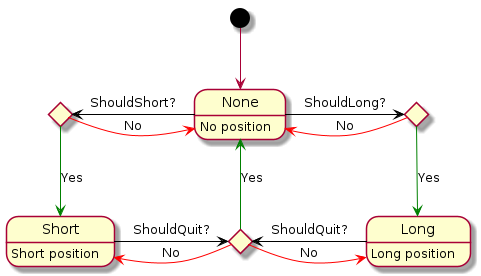 ShouldShort?
None
ShouldLong?
No
No position
No
Yes
Yes
Yes
Short
ShouldQuit?
ShouldQuit?
Long
Short position
No
No
Long position